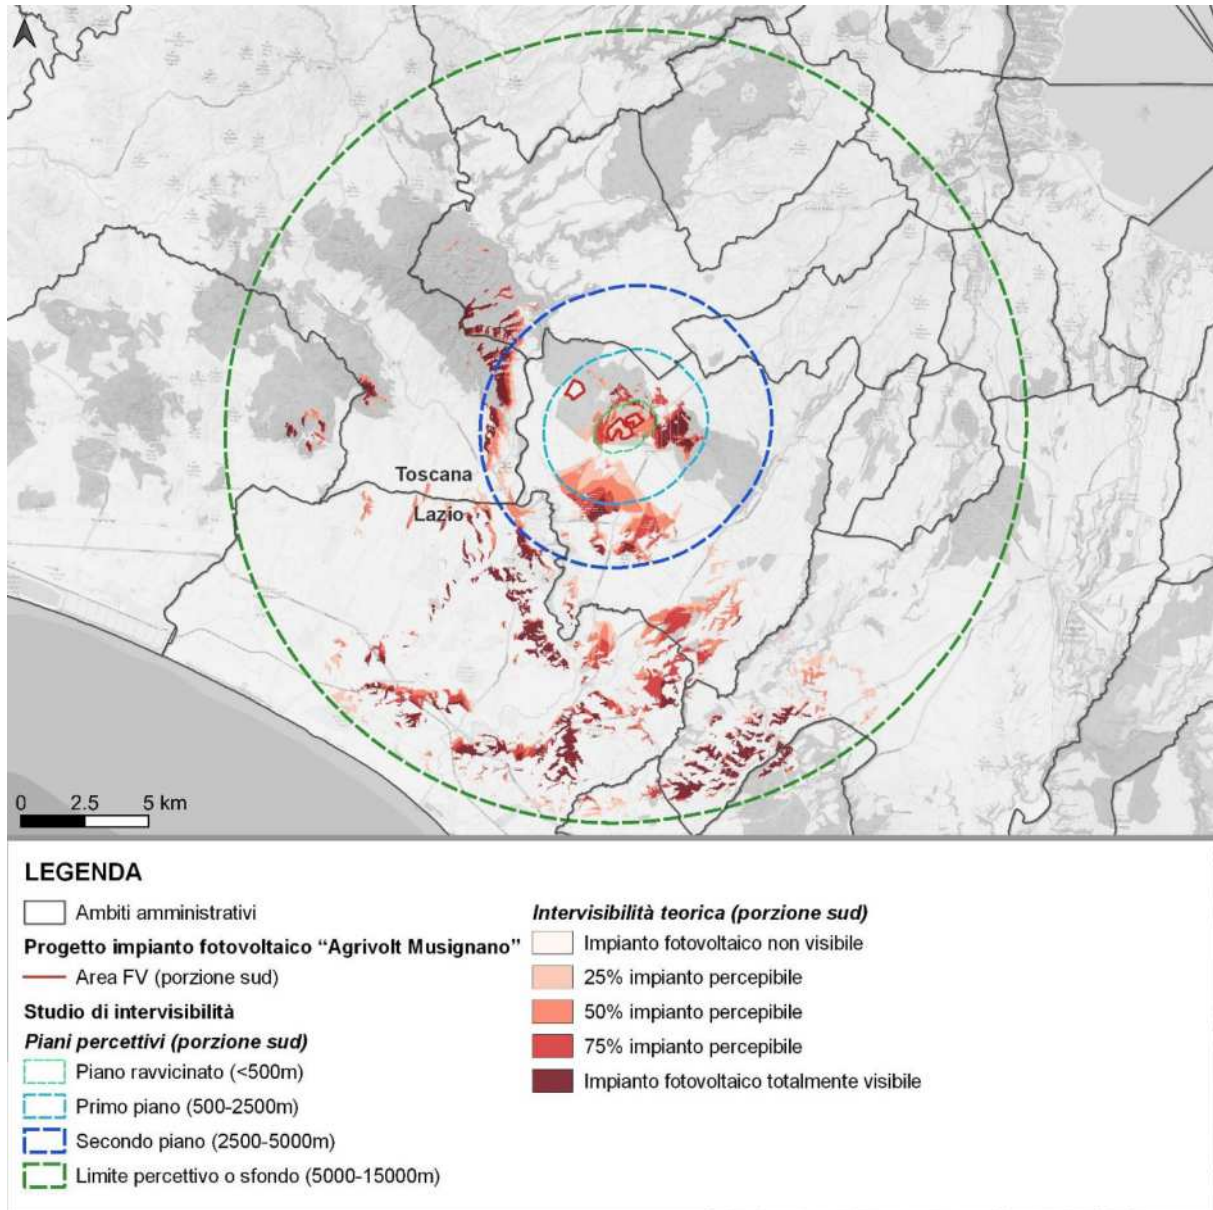 Toscana
Lazio
0 2.5 5 km
LEGENDA
Ambiti amministrativi
Progetto impianto fotovoltaico “Agrivolt Musignano”
Area FV (porzione sud)
Studio di intervisibilità
Piani percettivi (porzione sud)
Piano ravvicinato (<500m)
Primo piano (500-2500m)
Secondo piano (2500-5000m)
Limite percettivo o sfondo (5000-15000m)
Intervisibilità teorica (porzione sud)
Impianto fotovoltaico non visibile
25% impianto percepibile
50% impianto percepibile
75% impianto percepibile
Impianto fotovoltaico totalmente visibile